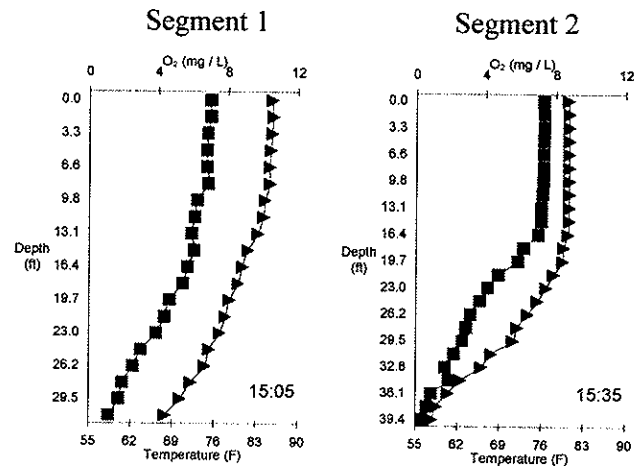 Segment 1
O₂ (mg / L)
0 4 8 12
0.0
3.3
6.6
9.8
13.1
Depth
(ft)
16.4
19.7
23.0
26.2
29.5
15:05
55 62 69 76 83 90
Temperature (F)
Segment 2
O₂ (mg / L)
0 4 8 12
0.0
3.3
6.6
9.8
13.1
16.4
Depth
(ft)
19.7
23.0
26.2
29.5
32.8
36.1
39.4
15:35
55 62 69 76 83 90
Temperature (F)